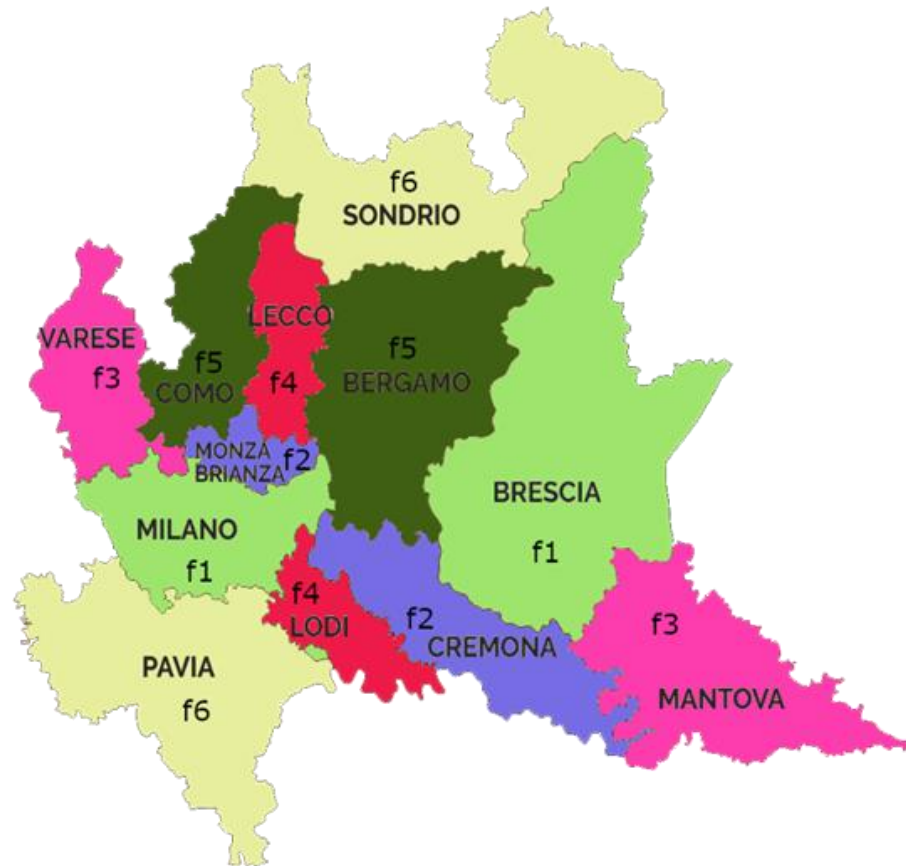 f6
SONDRIO
VARESE
f3
LECCO
f4
f5
COMO
f5
BERGAMO
MONZA
BRIANZA
f2
BRESCIA
f1
MILANO
f1
f4
LODI
f2
CREMONA
f3
MANTOVA
PAVIA
f6